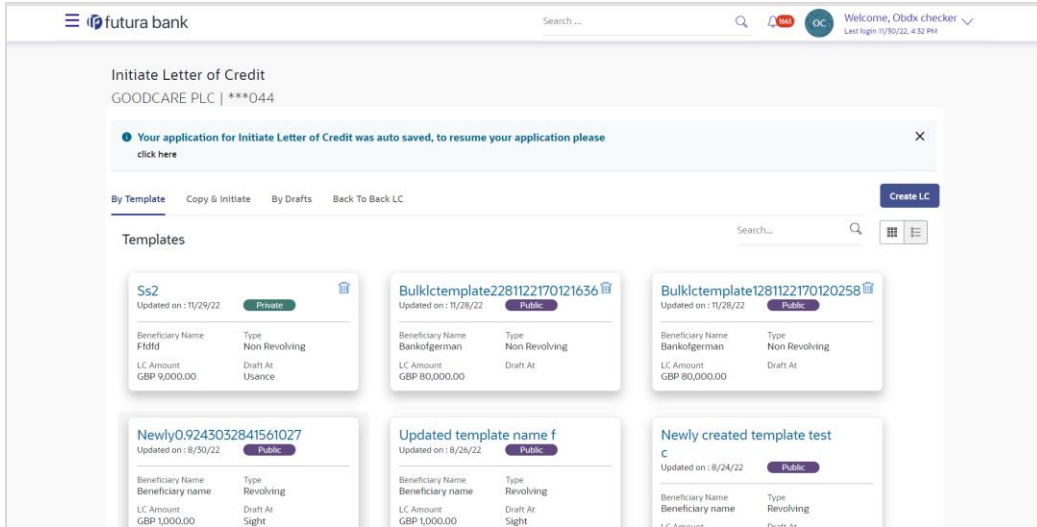 futura bank
Search ...
1665
OC
Welcome, Obdx checker
Last login 11/30/22, 4:32 PM
Initiate Letter of Credit
GOODCARE PLC | ***044
Your application for Initiate Letter of Credit was auto saved, to resume your application please
click here
By Template Copy & Initiate By Drafts Back To Back LC Create LC
Templates
Search...
Ss2
Updated on : 11/29/22 Private
Beneficiary Name Type
Ffdfd Non Revolving
LC Amount Draft At
GBP 9,000.00 Usance
Bulklctemplate2281122170121636
Updated on : 11/28/22 Public
Beneficiary Name Type
Bankofgerman Non Revolving
LC Amount Draft At
GBP 80,000.00
Bulklctemplate1281122170120258
Updated on : 11/28/22 Public
Beneficiary Name Type
Bankofgerman Non Revolving
LC Amount Draft At
GBP 80,000.00
Newly0.9243032841561027
Updated on : 8/30/22 Public
Beneficiary Name Type
Beneficiary name Revolving
LC Amount Draft At
GBP 1,000.00 Sight
Updated template name f
Updated on : 8/26/22 Public
Beneficiary Name Type
Beneficiary name Revolving
LC Amount Draft At
GBP 1,000.00 Sight
Newly created template test
c
Updated on : 8/24/22 Public
Beneficiary Name Type
Beneficiary name Revolving
LC Amount Draft At